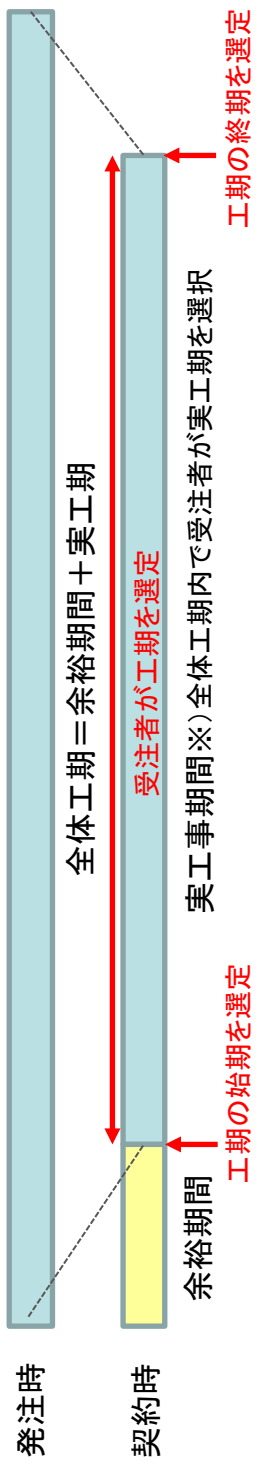 発注時
全体工期＝余裕期間＋実工期
契約時
受注者が工期を選定
余裕期間
実工事期間※）全体工期内で受注者が実工期を選択
工期の始期を選定
工期の終期を選定